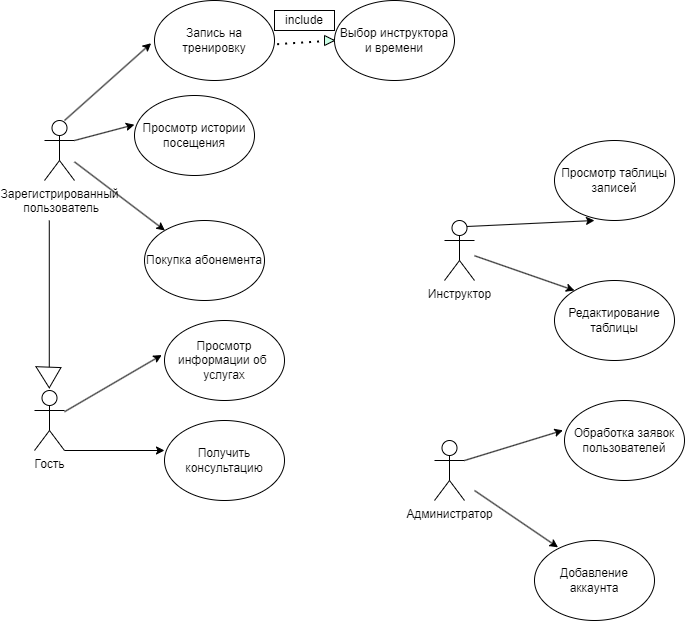 Запись на
тренировку
include
Выбор инструктора
и времени
Просмотр истории
посещения
Зарегистрированный
пользователь
Покупка абонемента
Просмотр
информации об
услугах
Гость
Получить
консультацию
Просмотр таблицы
записей
Инструктор
Редактирование
таблицы
Обработка заявок
пользователей
Администратор
Добавление
аккаунта